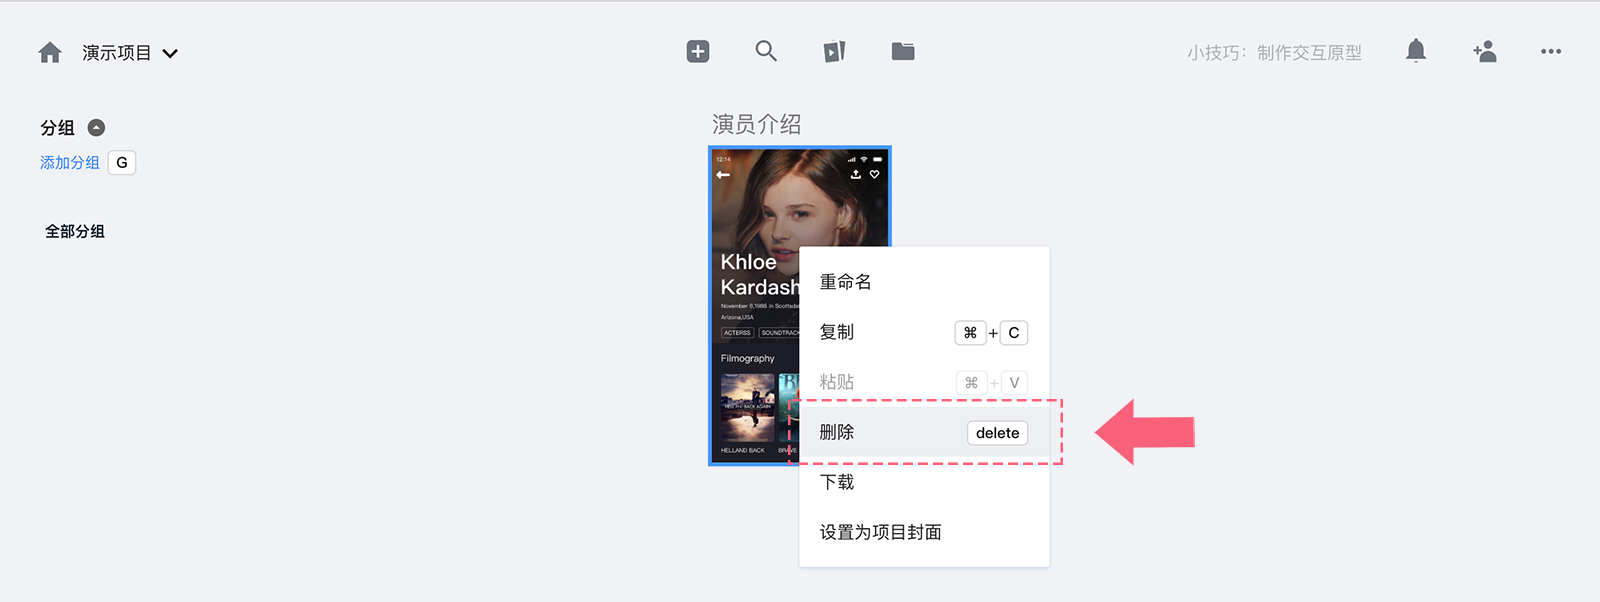 演示项目
小技巧：制作交互原型
分组
添加分组 G
全部分组
演员介绍
12:14
Khloe
Kardash
November 6,1988 in Scottsda
Arizona,USA
ACTERSS SOUNDTRACK
Filmography
HELL AND BACK AGAIN
HELLAND BACK BRAVE
重命名
复制 ⌘ + C
粘贴 ⌘ + V
删除 delete
下载
设置为项目封面